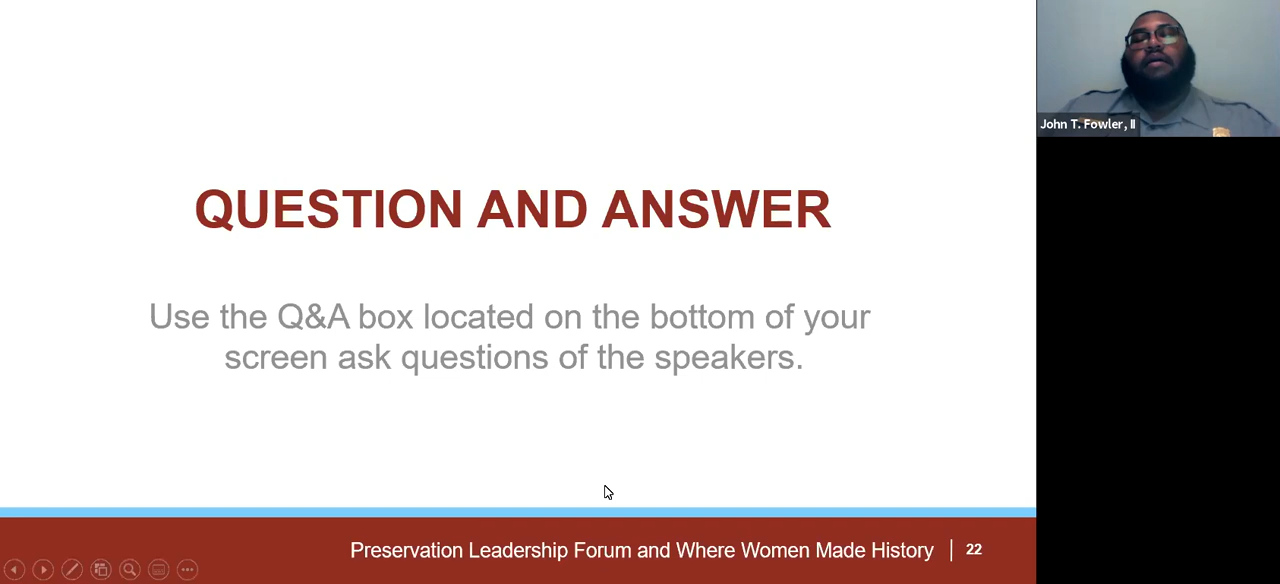 QUESTION AND ANSWER
Use the Q&A box located on the bottom of your
screen ask questions of the speakers.
Preservation Leadership Forum and Where Women Made History | 22
John T. Fowler, II